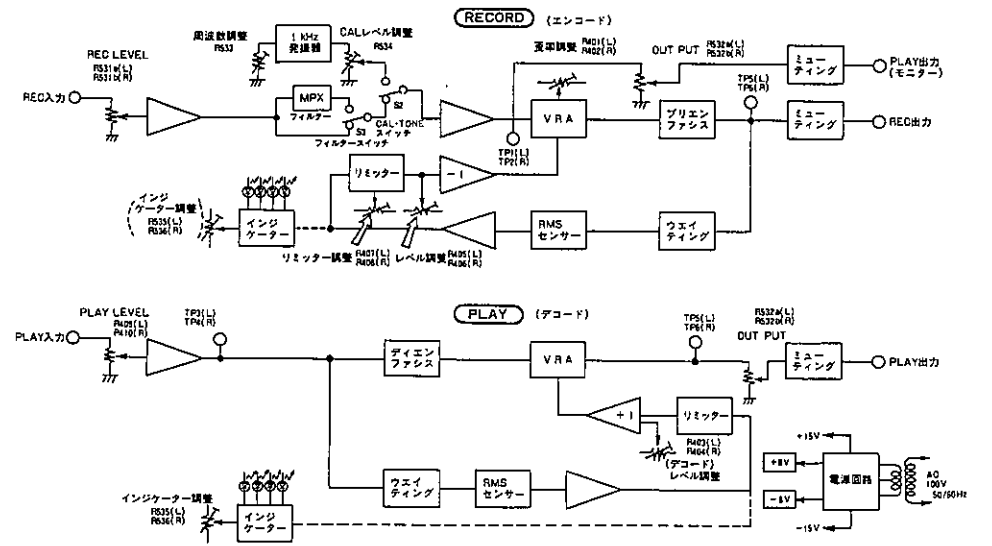 RECORD (エンコード)
周波数調整
R533
1 kHz
発振器
CALレベル調整
R534
REC LEVEL
R531a(L)
R531b(R)
REC入力
MPX
フィルター
S2
S3
CAL-TONE
スイッチ
フィルタースイッチ
TP1(L)
TP2(R)
変調整
R401(L)
R402(R)
VRA
OUT PUT
R532a(L)
R532b(R)
プリエン
ファシス
TP5(L)
TP6(R)
ミュー
ティング
PLAY出力
(モニター)
ミュー
ティング
REC出力
リミッター
-1
インジ
ケーター調整
R535(L)
R536(R)
インジ
ケーター
リミッター調整
R407(L)
R408(R)
レベル調整
R405(L)
R406(R)
RMS
センサー
ウエイ
ティング
PLAY (デコード)
PLAY LEVEL
R409(L)
R410(R)
PLAY入力
TP3(L)
TP4(R)
ディエン
ファシス
VRA
TP5(L)
TP6(R)
R532a(L)
R532b(R)
OUT PUT
ミュー
ティング
PLAY出力
+1
リミッター
R403(L)
R404(R)
(デコード)
レベル調整
ウエイ
ティング
RMS
センサー
インジケーター調整
R535(L)
R536(R)
インジ
ケーター
+15V
+8V
-8V
-15V
電源回路
AC
100V
50/60Hz